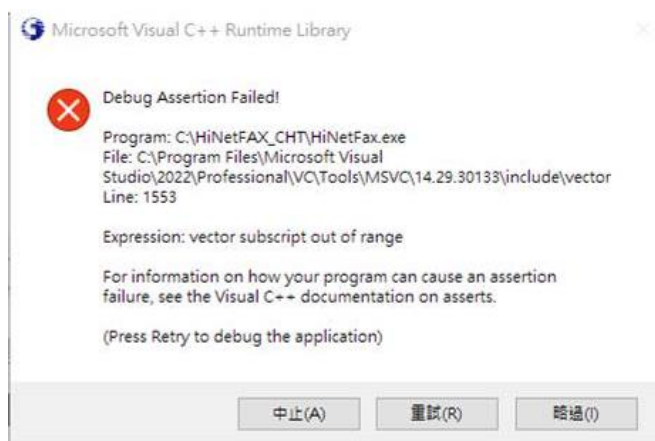 Microsoft Visual C++ Runtime Library
Debug Assertion Failed!
Program: C:\HiNetFAX_CHT\HiNetFax.exe
File: C:\Program Files\Microsoft Visual
Studio\2022\Professional\VC\Tools\MSVC\14.29.30133\include\vector
Line: 1553
Expression: vector subscript out of range
For information on how your program can cause an assertion
failure, see the Visual C++ documentation on asserts.
(Press Retry to debug the application)
中止(A) 重試(R) 略過(I)